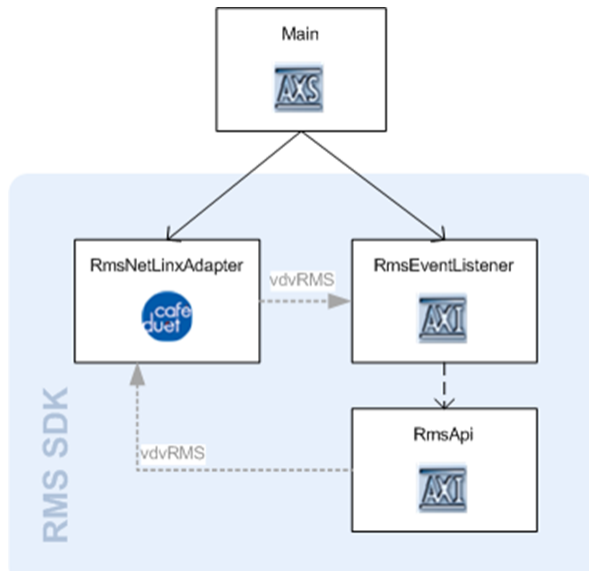 Main
AXS
RmsNetLinxAdapter
cafe
duet
vdvRMS
RmsEventListener
AXI
RmsApi
AXI
vdvRMS
RMS SDK